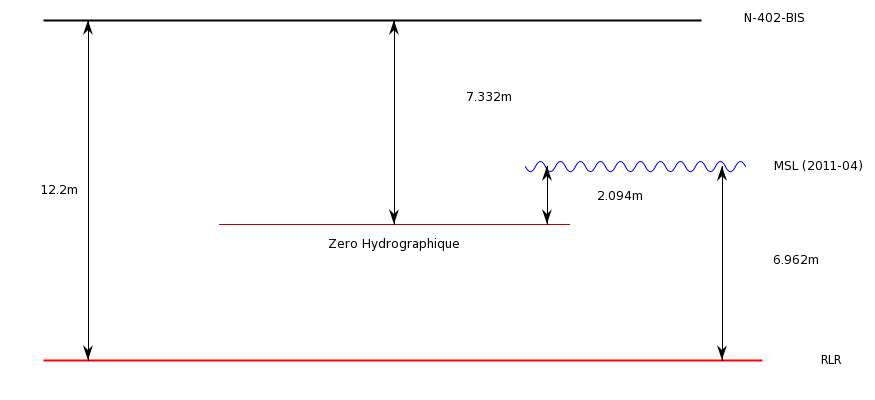 N-402-BIS
7.332m
MSL (2011-04)
12.2m
2.094m
Zero Hydrographique
6.962m
RLR